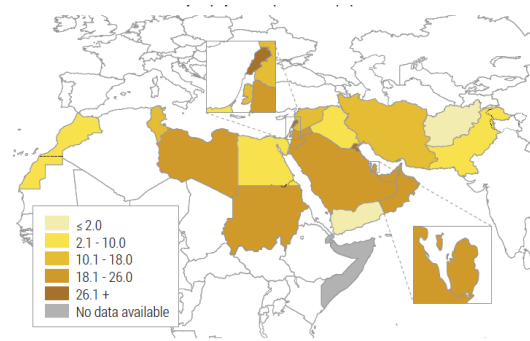 ≤ 2.0
2.1 - 10.0
10.1 - 18.0
18.1 - 26.0
26.1 +
No data available